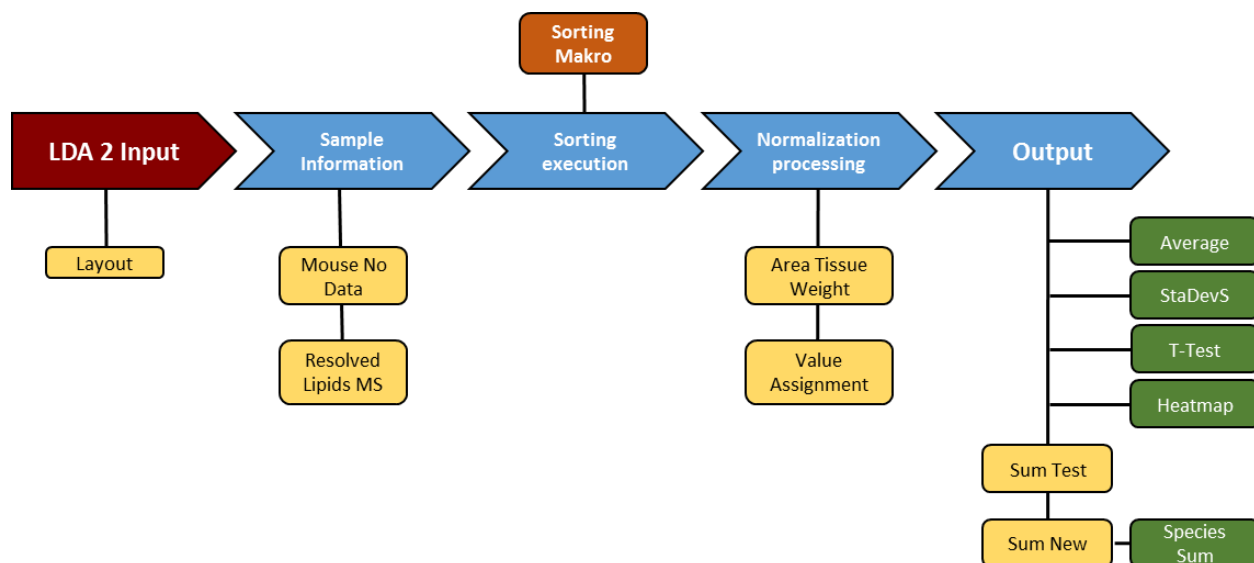 Sorting
Makro
LDA 2 Input
Sample
Information
Sorting
execution
Normalization
processing
Output
Layout
Mouse No
Data
Resolved
Lipids MS
Area Tissue
Weight
Value
Assignment
Average
StaDevS
T-Test
Heatmap
Sum Test
Sum New
Species
Sum